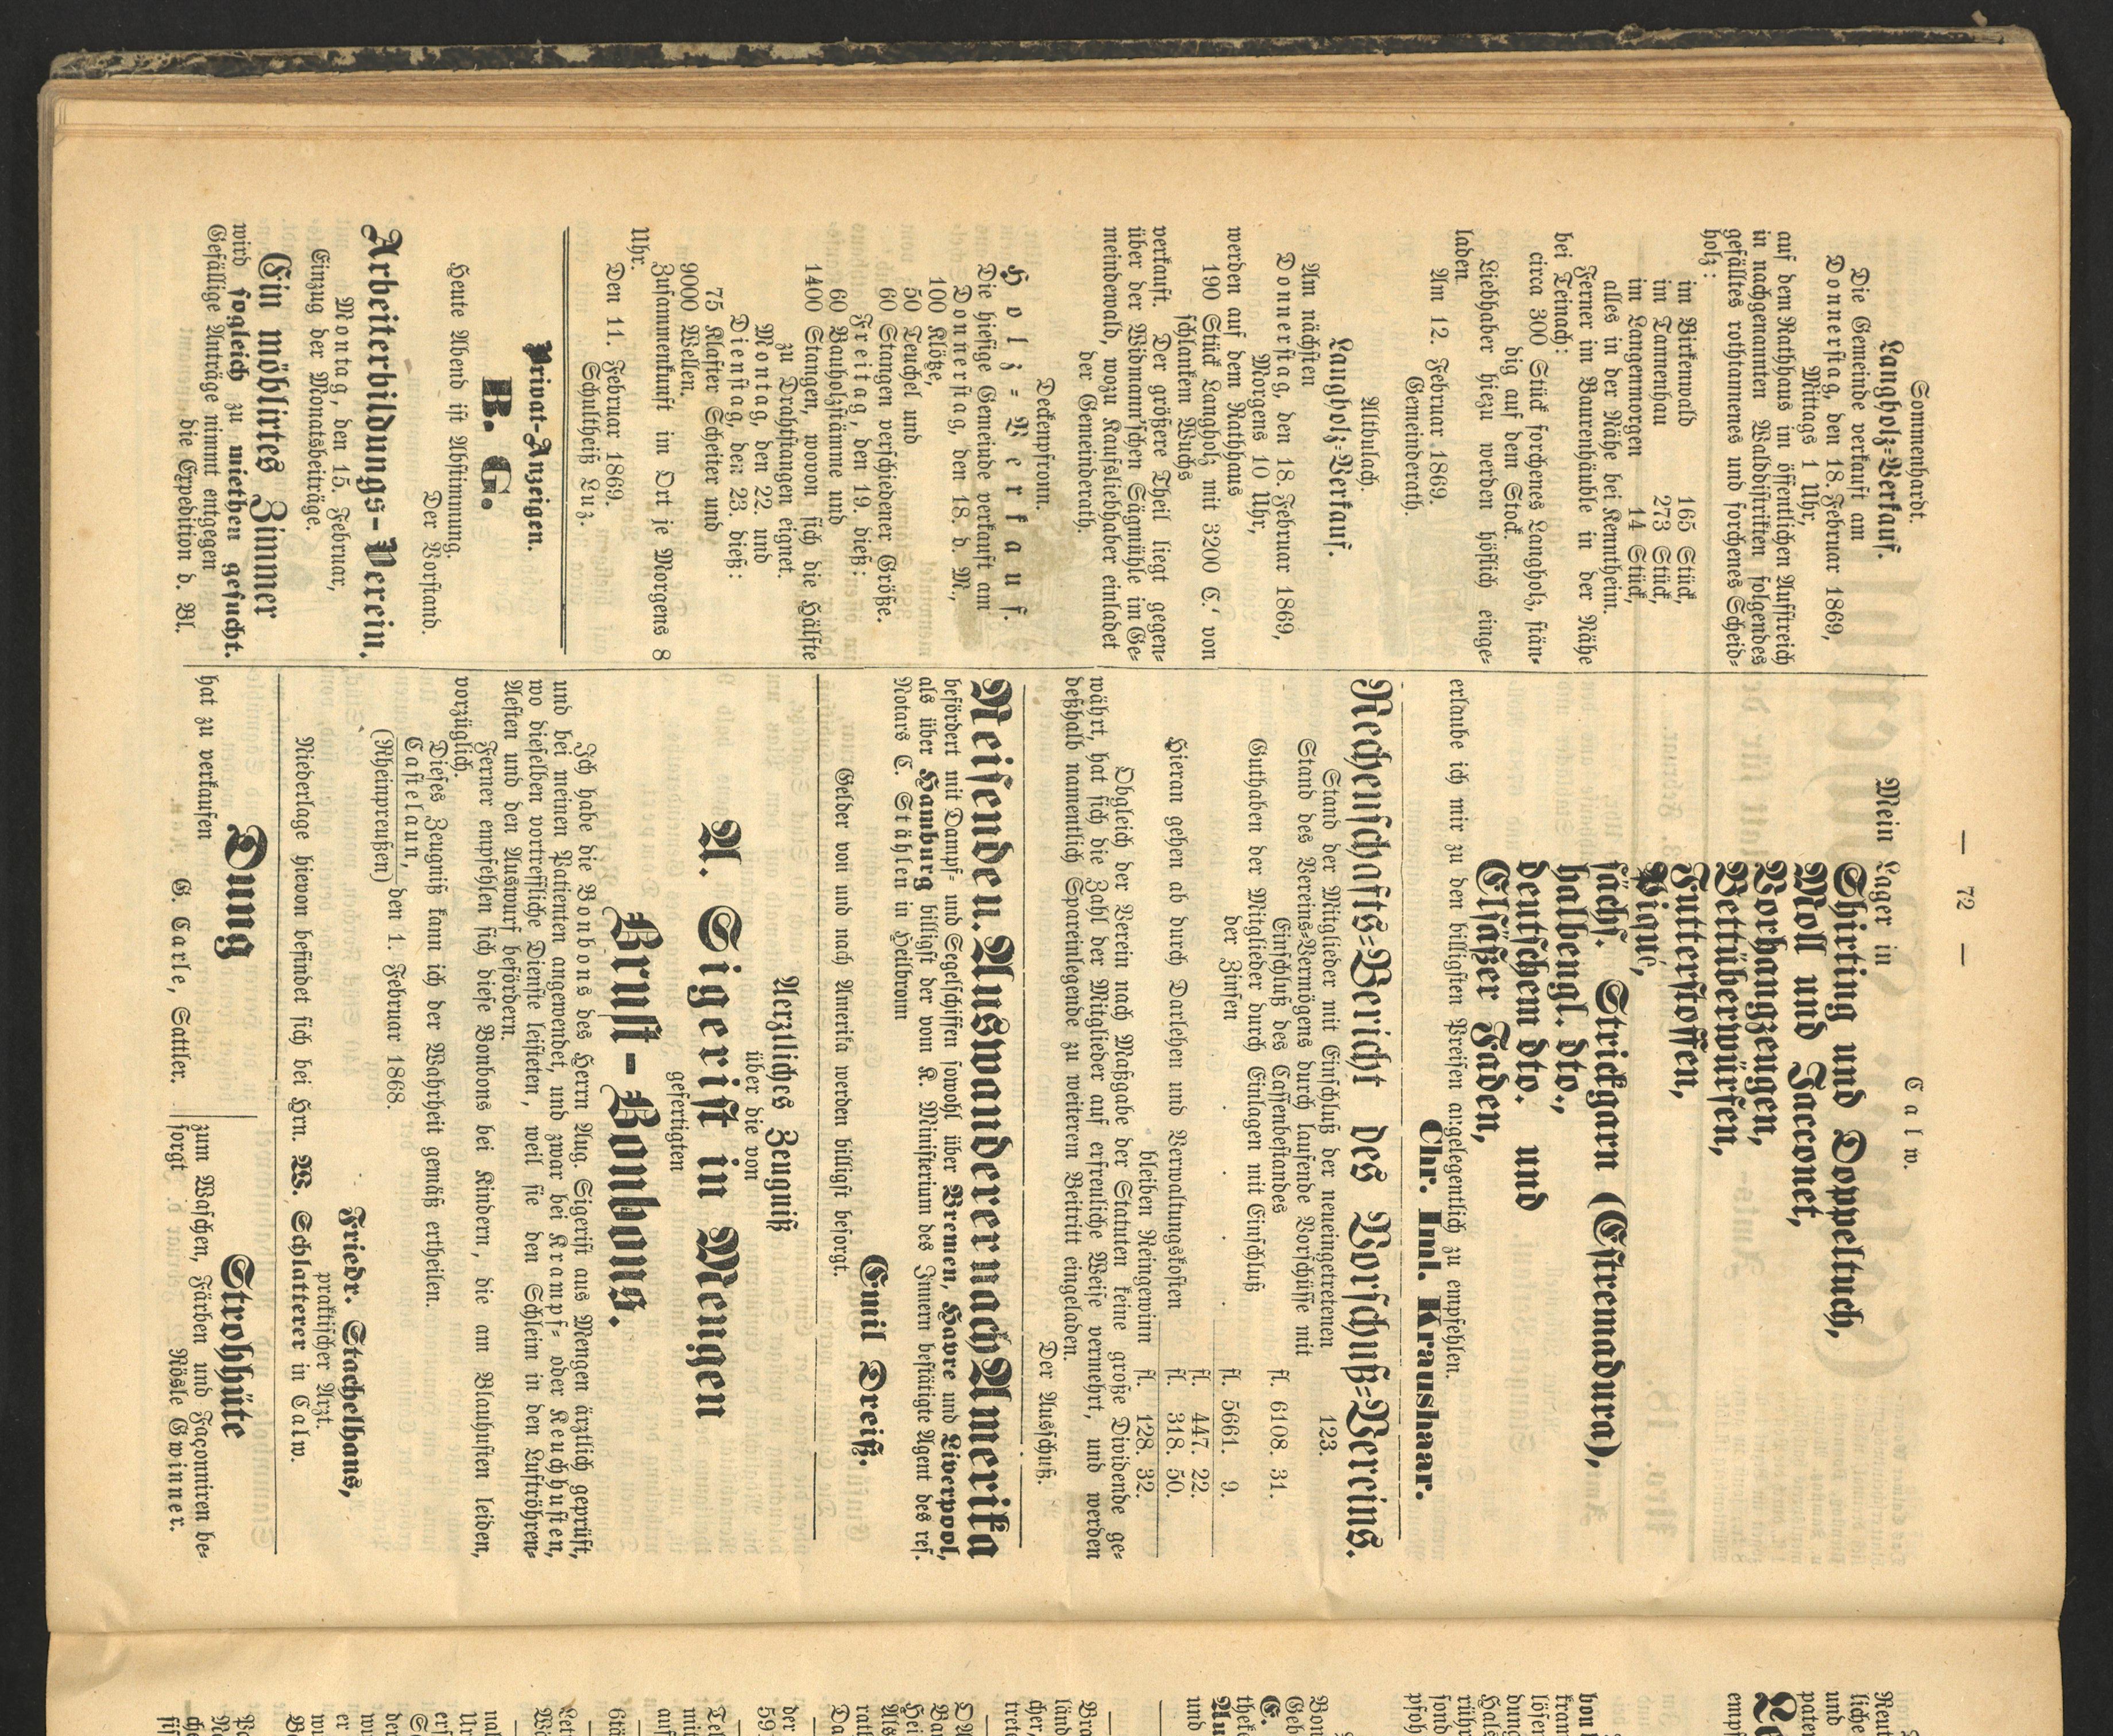 — 72 —
Sommenhardt.
Langholz-Verkauf.
Die Gemeinde verkauft am
Donnerstag, den 18. Februar 1869,
Mittags 1 Uhr,
auf dem Rathhaus im öffentlichen Aufstreich
in nachgenannten Walddistrikten folgendes
gefälltes rothtannenes und forchenes Scheid-
holz:
im Birkenwald 165 Stück,
im Tannenhau 273 Stück,
im Langenmorgen 14 Stück,
alles in der Nähe bei Kenntheim.
Ferner im Baurenhäuble in der Nähe
bei Teinach:
circa 300 Stück forchenes Langholz, stän-
dig auf dem Stock.
Liebhaber hiezu werden höflich einge-
laden.
Am 12. Februar 1869.
Gemeinderath.
Altbulach.
Langholz-Verkauf.
Am nächsten
Donnerstag, den 18. Februar 1869,
Morgens 10 Uhr,
werden auf dem Rathhaus
190 Stück Langholz mit 3200 C.' von
schlankem Wuchs
verkauft. Der größere Theil liegt gegen-
über der Widmann'schen Sägmühle im Ge-
meindewald, wozu Kaufsliebhaber einladet
der Gemeinderath.
Deckenpfronn.
Holz-Verkauf.
Die hiesige Gemeinde verkauft am
Donnerstag, den 18. d. M.,
100 Klötze,
50 Teuchel und
60 Stangen verschiedener Größe.
Freitag, den 19. dieß:
60 Bauholzstämme und
1400 Stangen, wovon sich die Hälfte
zu Drahtstangen eignet.
Montag, den 22. und
Dienstag, den 23. dieß:
75 Klafter Scheiter und
9000 Wellen.
Zusammenkunft im Ort je Morgens 8
Uhr.
Den 11. Februar 1869.
Schultheiß Luz.
Privat-Anzeigen.
B. G.
Heute Abend ist Abstimmung.
Der Vorstand.
Arbeiterbildungs-Verein.
Montag, den 15. Februar,
Einzug der Monatsbeiträge.
Ein möblirtes Zimmer
wird sogleich zu miethen gesucht.
Gefällige Anträge nimmt entgegen
die Expedition d. Bl.
Calw.
Mein Lager in
Shirting und Doppeltuch,
Moll und Jacconet,
Vorhangzeugen,
Bettüberwürfen,
Futterstoffen,
Piqué,
sächs. Strickgarn (Estremadura),
halbengl. dto.,
deutschem dto. und
Elsäßer Faden,
erlaube ich mir zu den billigsten Preisen angelegentlich zu empfehlen.
Chr. Iml. Kraushaar.
Rechenschafts-Bericht des Vorschuß-Vereins.
Stand der Mitglieder mit Einschluß der neueingetretenen 123.
Stand des Vereins-Vermögens durch laufende Vorschüsse mit
Einschluß des Cassenbestandes fl. 6108. 31.
Guthaben der Mitglieder durch Einlagen mit Einschluß
der Zinsen . . . . fl. 5661. 9.
fl. 447. 22.
Hieran gehen ab durch Darlehen und Verwaltungskosten fl. 318. 50.
bleiben Reingewinn fl. 128. 32.
Obgleich der Verein nach Maßgabe der Statuten keine große Dividende ge-
währt, hat sich die Zahl der Mitglieder auf erfreuliche Weise vermehrt, und werden
deßhalb namentlich Spareinlegende zu weiterem Beitritt eingeladen.
Der Ausschuß.
Reisenden. Auswanderer nach Amerika
befördert mit Dampf- und Segelschiffen sowohl über Bremen, Havre und Liverpool,
als über Hamburg billigst der vom K. Ministerium des Innern bestätigte Agent des ref.
Notars C. Stählen in Heilbronn
Emil Dreiß.
Gelder von und nach Amerika werden billigst besorgt.
Aerztliches Zeugniß
über die von
A. Sigerist in Mengen
gefertigten
Brust-Bonbons.
Ich habe die Bonbons des Herrn Aug. Sigerist aus Mengen ärztlich geprüft,
und bei meinen Patienten angewendet, und zwar bei Krampf- oder Keuchhusten,
wo dieselben vortreffliche Dienste leisteten, weil sie den Schleim in den Luftröhren-
Aesten und den Auswurf befördern.
Ferner empfehlen sich diese Bonbons bei Kindern, die am Blauhusten leiden,
vorzüglich.
Dieses Zeugniß kann ich der Wahrheit gemäß ertheilen.
Castelaun,
(Rheinpreußen) den 1. Februar 1868.
Friedr. Stachelhaus,
praktischer Arzt.
Niederlage hievon befindet sich bei Hrn. W. Schlatterer in Calw.
Dung
hat zu verkaufen
G. Carle, Sattler.
Strohhüte
zum Waschen, Färben und Façonniren be-
sorgt Rösle Gwinner.